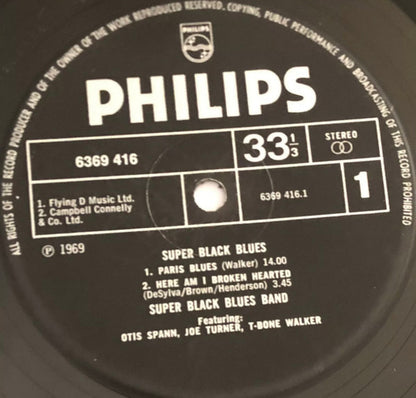 ALL RIGHTS OF THE RECORD PRODUCER AND OF THE OWNER OF THE WORK REPRODUCED RESERVED. COPYING, PUBLIC PERFORMANCE AND BROADCASTING OF THIS RECORD PROHIBITED
PHILIPS
PHILIPS
6369 416
33 1/3
STEREO
1. Flying D Music Ltd.
2. Campbell Connelly
& Co. Ltd.
6369 416.1
1
Ⓟ 1969
SUPER BLACK BLUES
1. PARIS BLUES (Walker) 14.00
2. HERE AM I BROKEN HEARTED
(DeSylva/Brown/Henderson) 3.45
SUPER BLACK BLUES BAND
Featuring:
OTIS SPANN, JOE TURNER, T-BONE WALKER